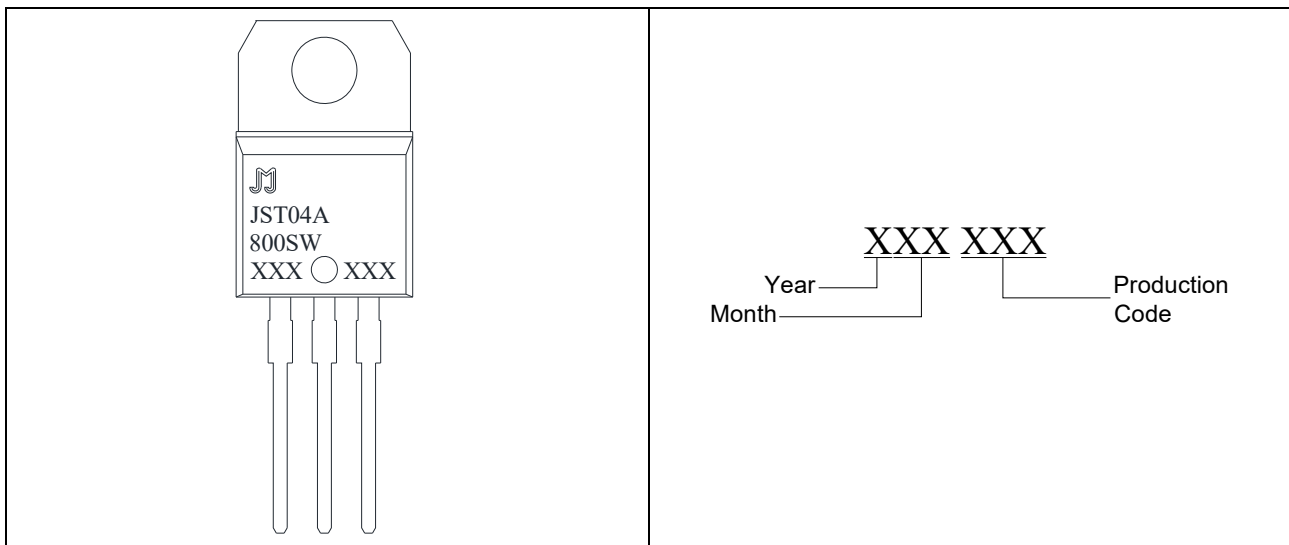 JST04A
800SW
XXX XXX
XXX XXX
Year
Month
Production
Code